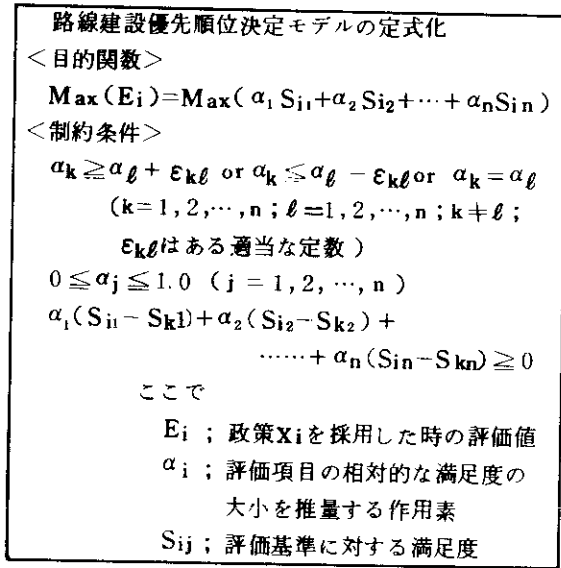 路線建設優先順位決定モデルの定式化
＜目的関数＞
Max(Ei)=Max(α₁Si₁+α₂Si₂+…+αnSin)
＜制約条件＞
αk≧αℓ+εkℓ or αk≦αℓ−εkℓ or αk=αℓ
(k=1,2,…,n;ℓ=1,2,…,n;k≠ℓ;
εkℓはある適当な定数)
0≦αj≦1.0 (j=1,2,…,n)
α₁(Si₁−Sk1)+α₂(Si₂−Sk₂)+
……+αn(Sin−Skn)≧0
ここで
Ei;政策Xiを採用した時の評価値
αi;評価項目の相対的な満足度の
大小を推量する作用素
Sij;評価基準に対する満足度